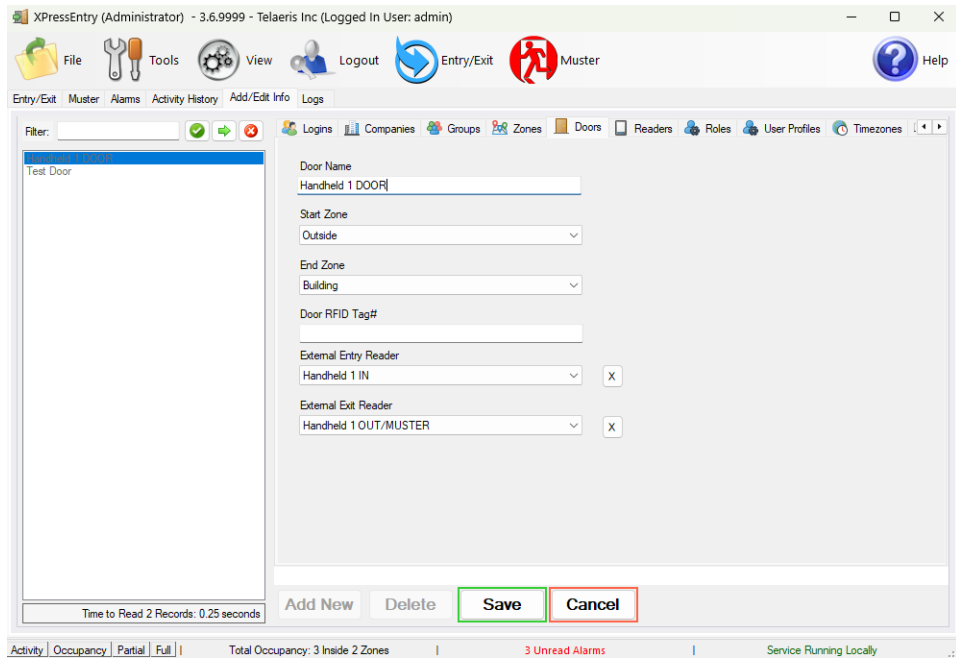 XPressEntry (Administrator) - 3.6.9999 - Telaeris Inc (Logged In User: admin)
File Tools View Logout Entry/Exit Muster Help
Entry/Exit Muster Alarms Activity History Add/Edit Info Logs
Filter:
Logins Companies Groups Zones Doors Readers Roles User Profiles Timezones
Handheld 1 DOOR
Test Door
Door Name
Handheld 1 DOOR
Start Zone
Outside
End Zone
Building
Door RFID Tag#
External Entry Reader
Handheld 1 IN X
External Exit Reader
Handheld 1 OUT/MUSTER X
Add New Delete Save Cancel
Time to Read 2 Records: 0.25 seconds
Activity Occupancy Partial Full Total Occupancy: 3 Inside 2 Zones 3 Unread Alarms Service Running Locally